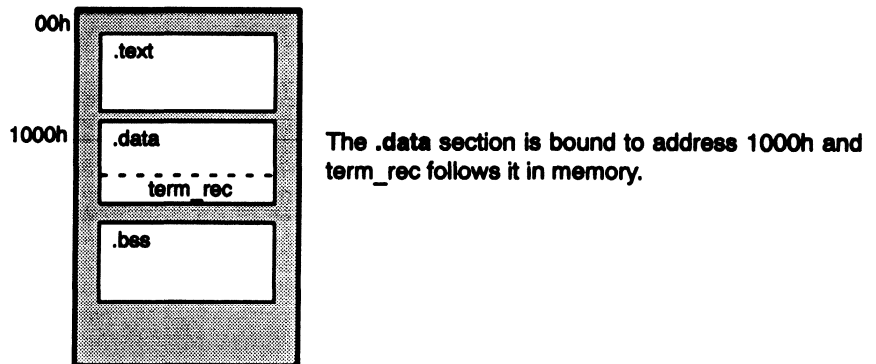 00h
.text
1000h
.data
The .data section is bound to address 1000h and
term_rec follows it in memory.
term_rec
.bss